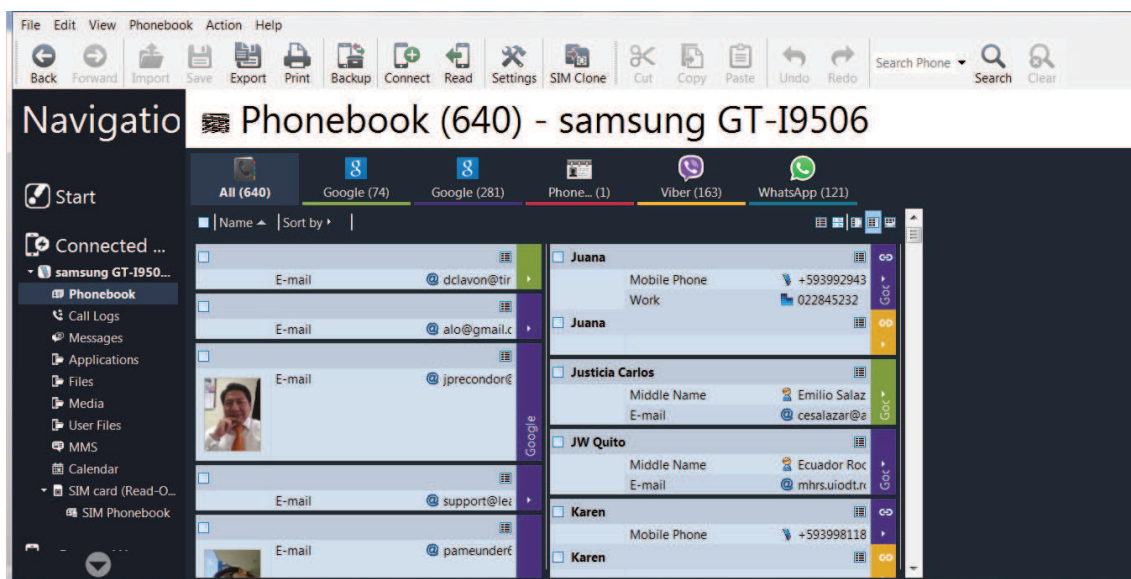 File Edit View Phonebook Action Help
Back Forward Import Save Export Print Backup Connect Read Settings SIM Clone Cut Copy Paste Undo Redo Search Phone Search Clear
Navigatio
Phonebook (640) - samsung GT-I9506
Start
Connected ...
samsung GT-I950...
Phonebook
Call Logs
Messages
Applications
Files
Media
User Files
MMS
Calendar
SIM card (Read-O...
SIM Phonebook
All (640) Google (74) Google (281) Phone... (1) Viber (163) WhatsApp (121)
Name Sort by
E-mail dclavon@tir
E-mail alo@gmail.c
E-mail jprecondor@
Google
E-mail support@lea
E-mail pameunder6
Juana
Mobile Phone +593992943
Work 022845232
Goo
Juana
Justicia Carlos
Middle Name Emilio Salaz
E-mail cesalazar@a
Goo
JW Quito
Middle Name Ecuador Roc
E-mail mhrs.uiodt.ro
Goo
Karen
Mobile Phone +593998118
Karen